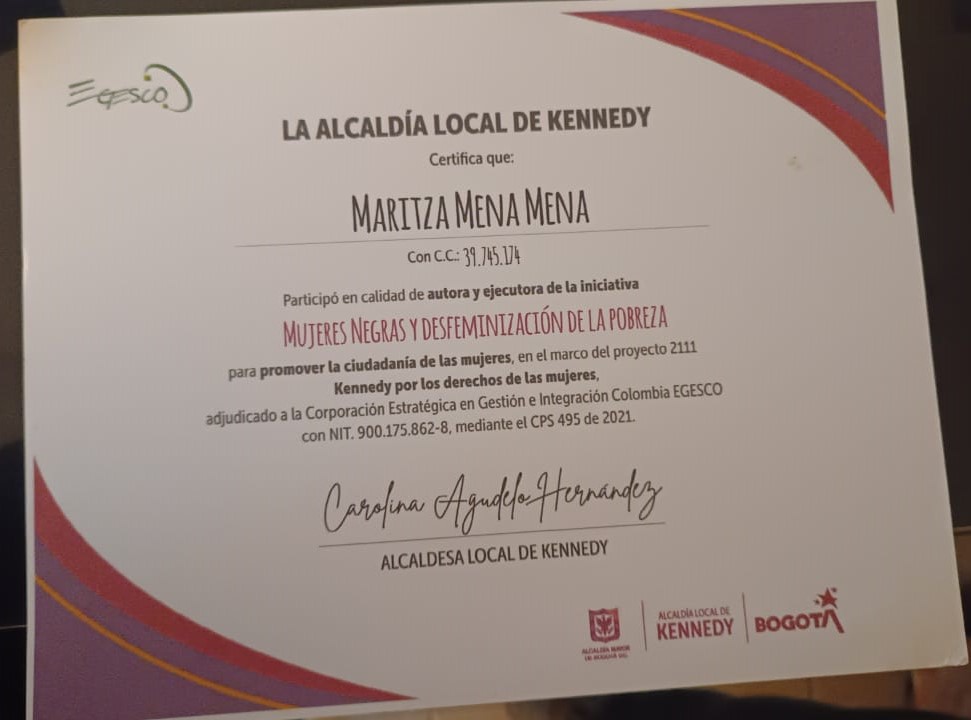 EGESCO
LA ALCALDÍA LOCAL DE KENNEDY
Certifica que:
MARITZA MENA MENA
Con C.C.: 39.745.174
Participó en calidad de autora y ejecutora de la iniciativa
MUJERES NEGRAS Y DESFEMINIZACIÓN DE LA POBREZA
para promover la ciudadanía de las mujeres, en el marco del proyecto 2111
Kennedy por los derechos de las mujeres,
adjudicado a la Corporación Estratégica en Gestión e Integración Colombia EGESCO
con NIT. 900.175.862-8, mediante el CPS 495 de 2021.
Carolina Agudelo Hernández
ALCALDESA LOCAL DE KENNEDY
ALCALDÍA MAYOR
DE BOGOTÁ D.C.
ALCALDÍA LOCAL DE
KENNEDY
BOGOTÁ